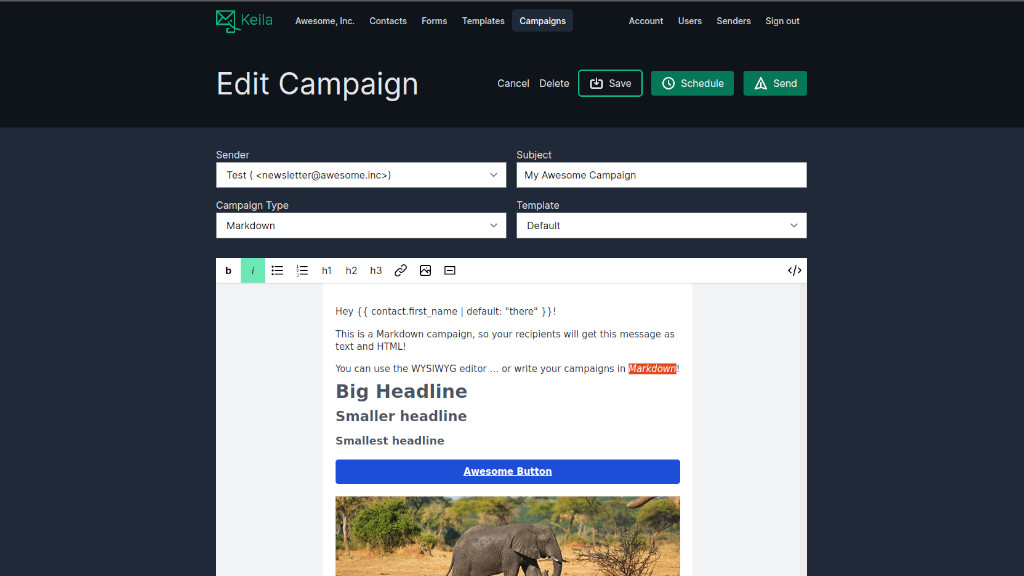 Keila Awesome, Inc. Contacts Forms Templates Campaigns Account Users Senders Sign out
Edit Campaign Cancel Delete Save Schedule Send
Sender Subject
Test ( <newsletter@awesome.inc>) My Awesome Campaign
Campaign Type Template
Markdown Default
b i h1 h2 h3 </>
Hey {{ contact.first_name | default: "there" }}!
This is a Markdown campaign, so your recipients will get this message as
text and HTML!
You can use the WYSIWYG editor ... or write your campaigns in Markdown!
Big Headline
Smaller headline
Smallest headline
Awesome Button